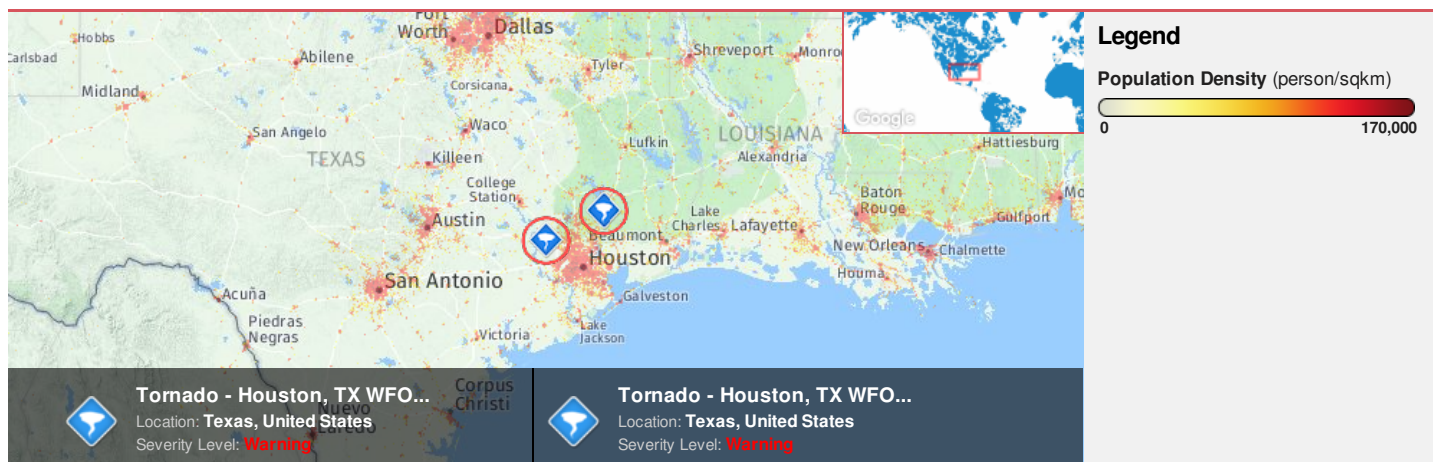 Fort
Worth
Dallas
Hobbs
Carlsbad
Abilene
Tyler
Shreveport
Monro
Midland
Corsicana
Google
San Angelo
Waco
Lufkin
LOUISIANA
Hattiesburg
TEXAS
Killeen
Alexandria
College
Station
Austin
Lake
Charles
Lafayette
Baton
Rouge
Mo
Gulfport
Beaumont
Houston
New Orleans
Chalmette
San Antonio
Houma
Acuña
Galveston
Piedras
Negras
Victoria
Lake
Jackson
Corpus
Christi
Nuevo
Laredo
Tornado - Houston, TX WFO...
Location: Texas, United States
Severity Level: Warning
Tornado - Houston, TX WFO...
Location: Texas, United States
Severity Level: Warning
Legend
Population Density (person/sqkm)
0 170,000